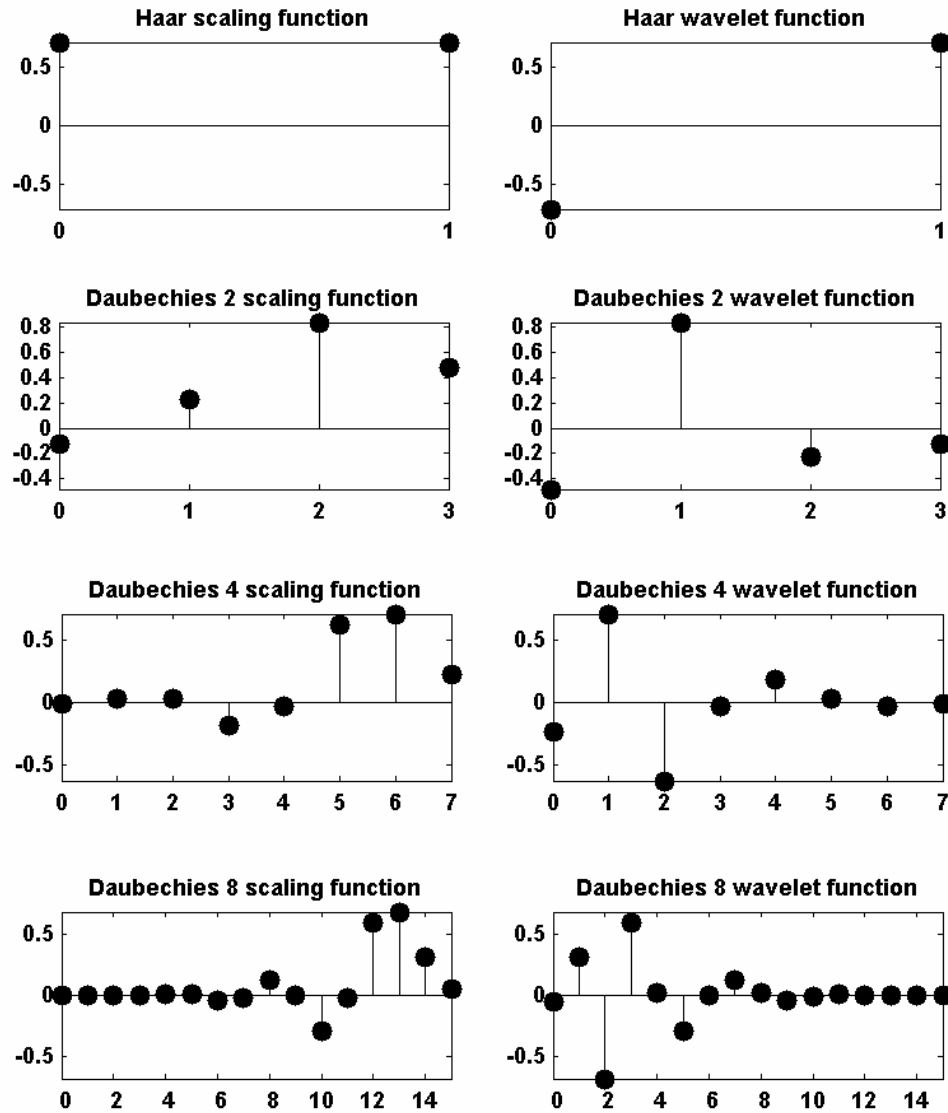 Haar scaling function
0.5
0
-0.5
0 1
Haar wavelet function
0.5
0
-0.5
0 1
Daubechies 2 scaling function
0.8
0.6
0.4
0.2
0
-0.2
-0.4
0 1 2 3
Daubechies 2 wavelet function
0.8
0.6
0.4
0.2
0
-0.2
-0.4
0 1 2 3
Daubechies 4 scaling function
0.5
0
-0.5
0 1 2 3 4 5 6 7
Daubechies 4 wavelet function
0.5
0
-0.5
0 1 2 3 4 5 6 7
Daubechies 8 scaling function
0.5
0
-0.5
0 2 4 6 8 10 12 14
Daubechies 8 wavelet function
0.5
0
-0.5
0 2 4 6 8 10 12 14